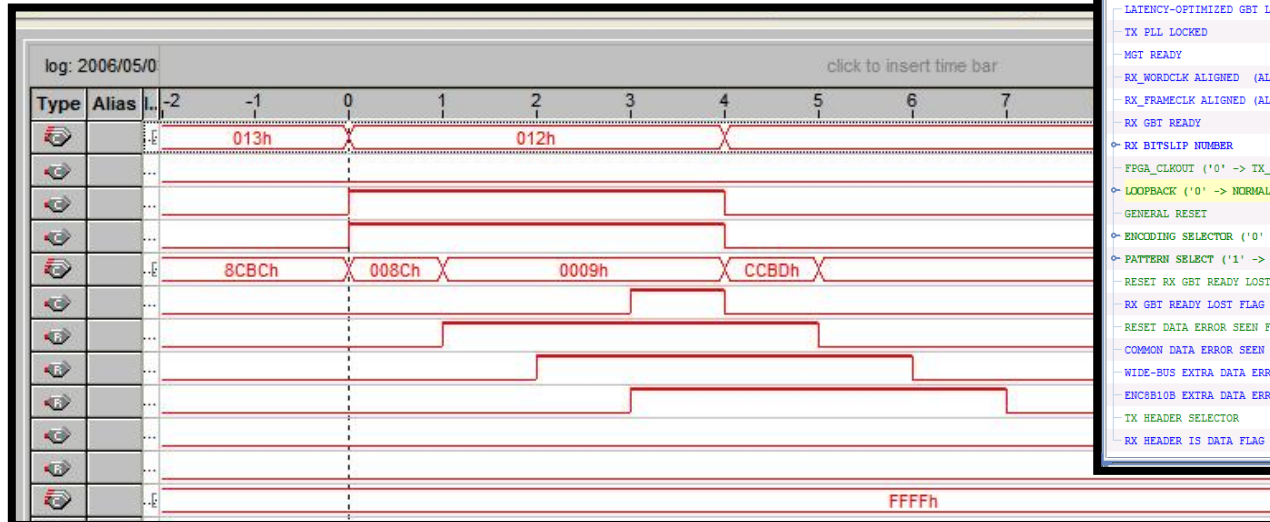 log: 2006/05/0
click to insert time bar
Type Alias I.. -2 -1 0 1 2 3 4 5 6 7
013h 012h
8CBCh 008Ch 0009h CCBDh
FFFFh
LATENCY-OPTIMIZED GBT L
TX PLL LOCKED
MGT READY
RX_WORDCLK ALIGNED (AL
RX_FRAMECLK ALIGNED (AL
RX GBT READY
RX BITSLIP NUMBER
FPGA_CLKOUT ('0' -> TX_
LOOPBACK ('0' -> NORMAL
GENERAL RESET
ENCODING SELECTOR ('0'
PATTERN SELECT ('1' ->
RESET RX GBT READY LOST
RX GBT READY LOST FLAG
RESET DATA ERROR SEEN F
COMMON DATA ERROR SEEN
WIDE-BUS EXTRA DATA ERR
ENC8B10B EXTRA DATA ERR
TX HEADER SELECTOR
RX HEADER IS DATA FLAG